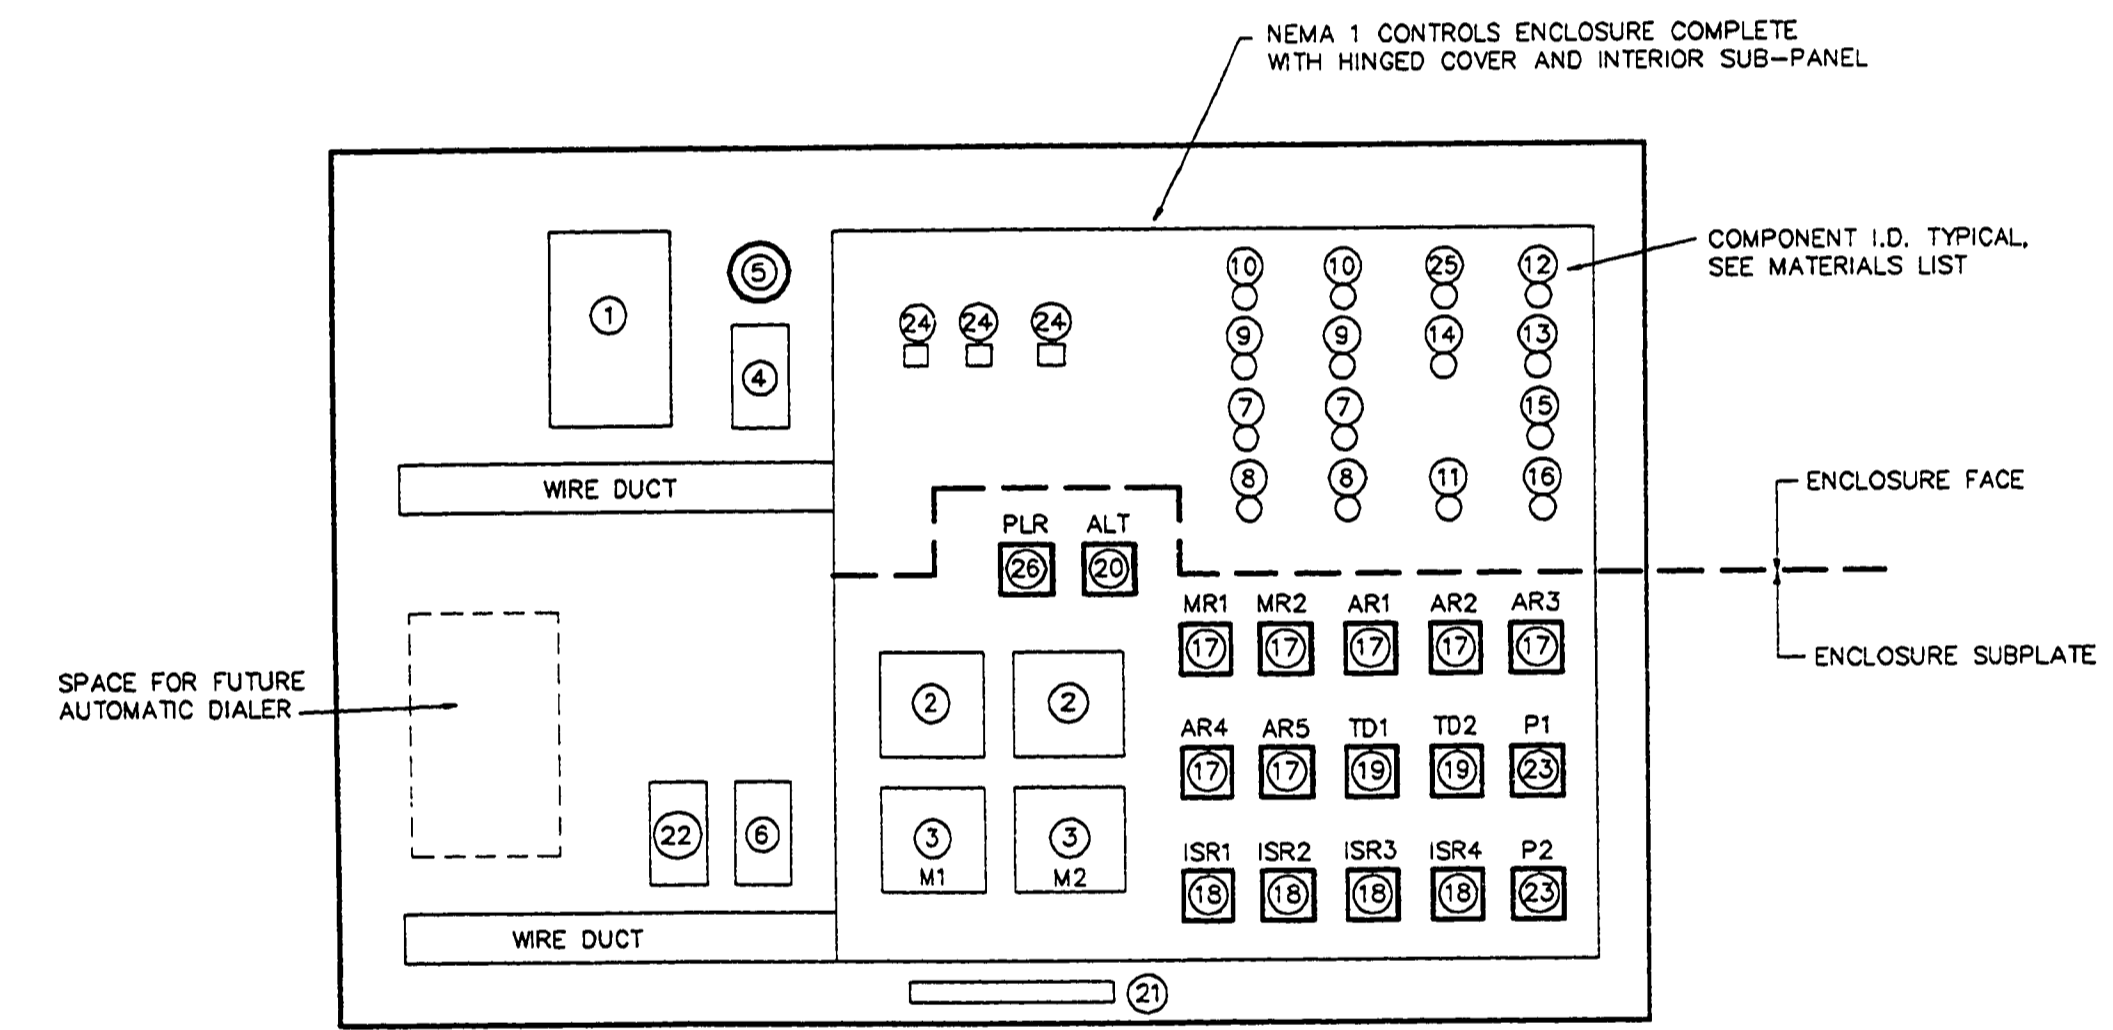 NEMA 1 CONTROLS ENCLOSURE COMPLETE
WITH HINGED COVER AND INTERIOR SUB-PANEL
COMPONENT I.D. TYPICAL,
SEE MATERIALS LIST
10 10 25 12
5
1
24 24 24
9 9 14 13
4
7 7 15
8 8 11 16
WIRE DUCT
ENCLOSURE FACE
PLR ALT
26 20
MR1 MR2 AR1 AR2 AR3
17 17 17 17 17
ENCLOSURE SUBPLATE
SPACE FOR FUTURE
AUTOMATIC DIALER
2 2
AR4 AR5 TD1 TD2 P1
17 17 19 19 23
22 6
3 3
M1 M2
ISR1 ISR2 ISR3 ISR4 P2
18 18 18 18 23
WIRE DUCT
21